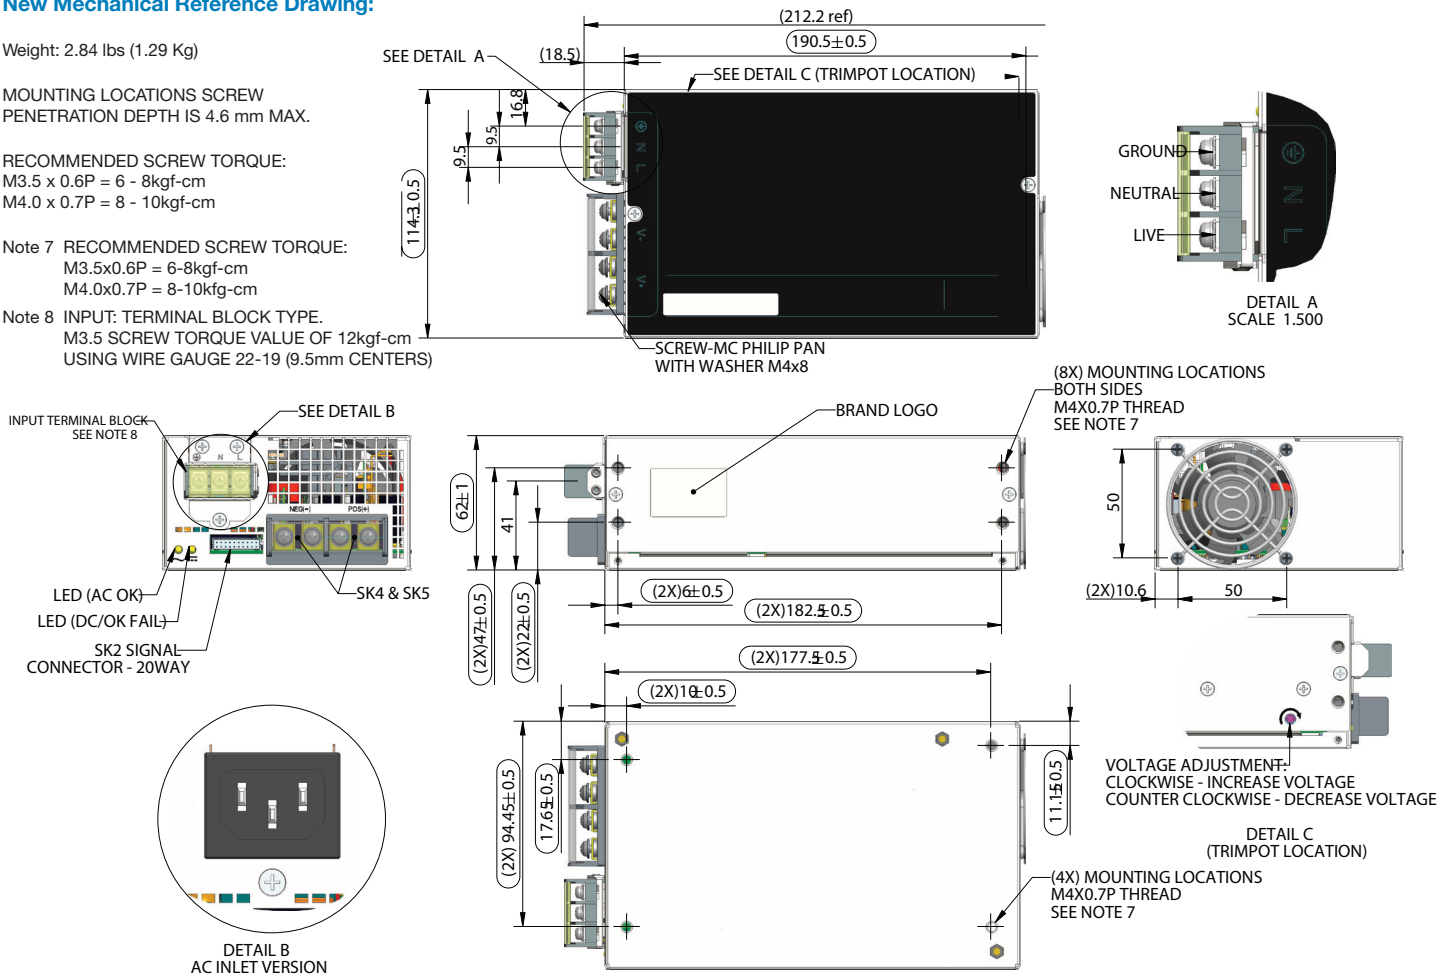 New Mechanical Reference Drawing:
Weight: 2.84 lbs (1.29 Kg)
MOUNTING LOCATIONS SCREW
PENETRATION DEPTH IS 4.6 mm MAX.
RECOMMENDED SCREW TORQUE:
M3.5 x 0.6P = 6 - 8kgf-cm
M4.0 x 0.7P = 8 - 10kgf-cm
Note 7 RECOMMENDED SCREW TORQUE:
M3.5x0.6P = 6-8kgf-cm
M4.0x0.7P = 8-10kfg-cm
Note 8 INPUT: TERMINAL BLOCK TYPE.
M3.5 SCREW TORQUE VALUE OF 12kgf-cm
USING WIRE GAUGE 22-19 (9.5mm CENTERS)
(212.2 ref)
190.5±0.5
(18.5)
SEE DETAIL A
SEE DETAIL C (TRIMPOT LOCATION)
16.8
9.5
9.5
114.3±0.5
N
L
V-
V+
SCREW-MC PHILIP PAN
WITH WASHER M4x8
GROUND
NEUTRAL
LIVE
N
L
DETAIL A
SCALE 1.500
INPUT TERMINAL BLOCK
SEE NOTE 8
SEE DETAIL B
N L
NEG(-) POS(+)
LED (AC OK)
LED (DC/OK FAIL)
SK2 SIGNAL
CONNECTOR - 20WAY
SK4 & SK5
BRAND LOGO
(8X) MOUNTING LOCATIONS
BOTH SIDES
M4X0.7P THREAD
SEE NOTE 7
62±1
41
(2X)47±0.5
(2X)22±0.5
(2X)6±0.5
(2X)182.5±0.5
50
(2X)10.6
50
(2X)177.5±0.5
(2X)10±0.5
(2X) 94.45±0.5
17.65±0.5
11.15±0.5
(4X) MOUNTING LOCATIONS
M4X0.7P THREAD
SEE NOTE 7
VOLTAGE ADJUSTMENT:
CLOCKWISE - INCREASE VOLTAGE
COUNTER CLOCKWISE - DECREASE VOLTAGE
DETAIL C
(TRIMPOT LOCATION)
DETAIL B
AC INLET VERSION